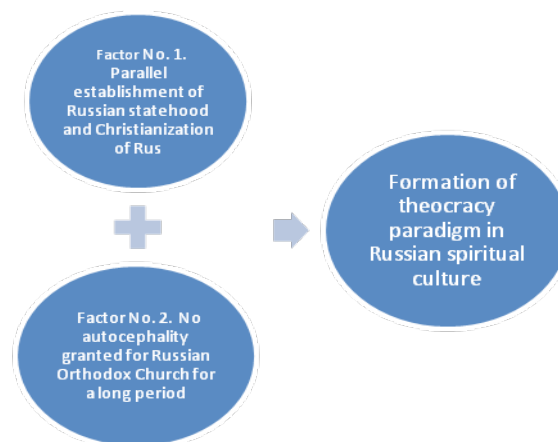 Factor No. 1.
Parallel
establishment of
Russian statehood
and Christianization
of Rus
Factor No. 2. No
autocephality
granted for Russian
Orthodox Church for
a long period
Formation of
theocracy
paradigm in
Russian spiritual
culture